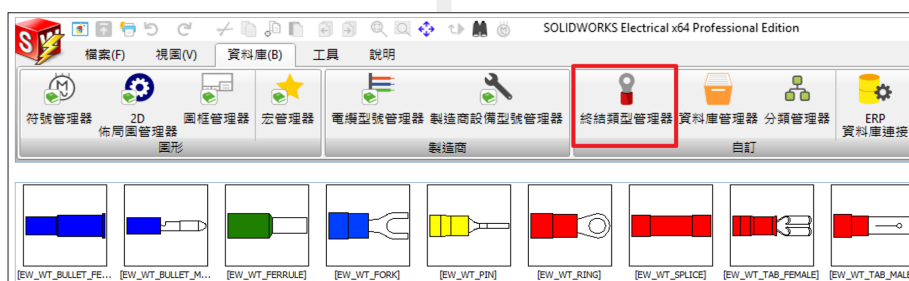 SOLIDWORKS Electrical x64 Professional Edition
檔案(F) 視圖(V) 資料庫(B) 工具 說明
符號管理器 2D 佈局圖管理器 圖框管理器 宏管理器 電纜型號管理器 製造商設備型號管理器 終結類型管理器 資料庫管理器 分類管理器 ERP 資料庫連接
圖形 製造商 自訂
[EW_WT_BULLET_FE... [EW_WT_BULLET_M... [EW_WT_FERRULE] [EW_WT_FORK] [EW_WT_PIN] [EW_WT_RING] [EW_WT_SPLICE] [EW_WT_TAB_FEMALE] [EW_WT_TAB_MALE